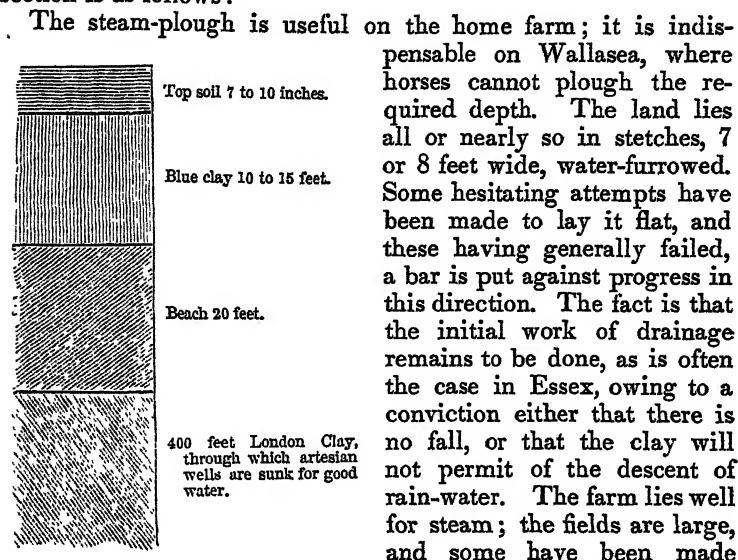 The steam-plough is useful on the home farm; it is indis-
pensable on Wallasea, where
horses cannot plough the re-
quired depth. The land lies
all or nearly so in stetches, 7
or 8 feet wide, water-furrowed.
Some hesitating attempts have
been made to lay it flat, and
these having generally failed,
a bar is put against progress in
this direction. The fact is that
the initial work of drainage
remains to be done, as is often
the case in Essex, owing to a
conviction either that there is
no fall, or that the clay will
not permit of the descent of
rain-water. The farm lies well
for steam; the fields are large,
and some have been made
Top soil 7 to 10 inches.
Blue clay 10 to 15 feet.
Beach 20 feet.
400 feet London Clay,
through which artesian
wells are sunk for good
water.